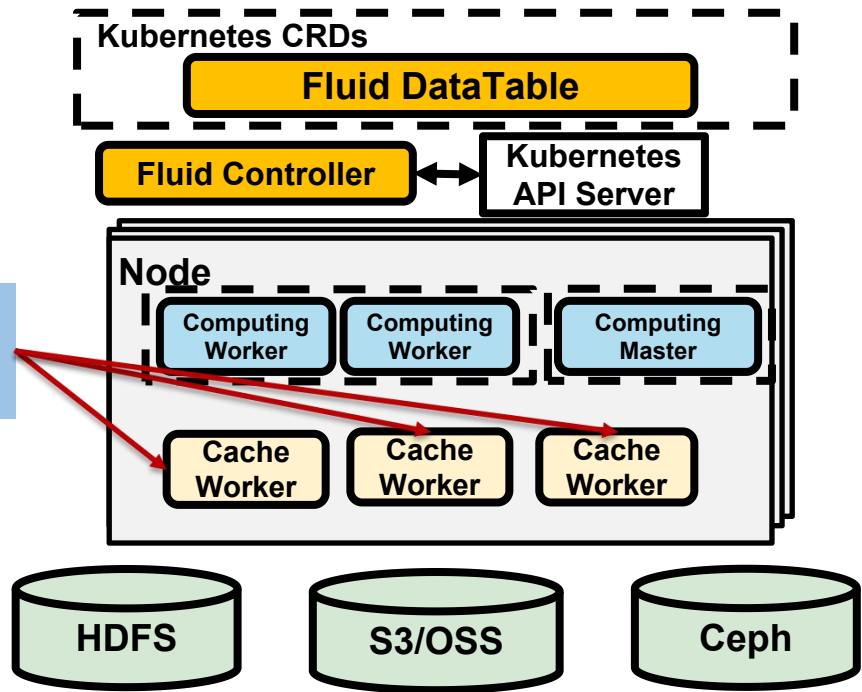 Kubernetes CRDs
Fluid DataTable
Fluid Controller
Kubernetes
API Server
Node
Computing
Worker
Computing
Worker
Computing
Master
Cache
Worker
Cache
Worker
Cache
Worker
HDFS
S3/OSS
Ceph